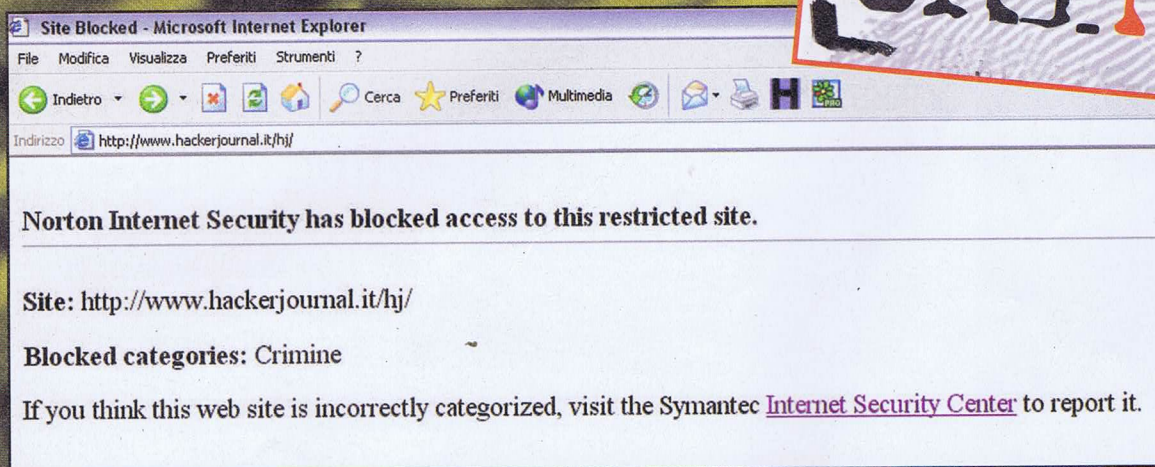 Site Blocked - Microsoft Internet Explorer
File Modifica Visualizza Preferiti Strumenti ?
Indietro Cerca Preferiti Multimedia H PRO
Indirizzo http://www.hackerjournal.it/hj/
Norton Internet Security has blocked access to this restricted site.
Site: http://www.hackerjournal.it/hj/
Blocked categories: Crimine
If you think this web site is incorrectly categorized, visit the Symantec Internet Security Center to report it.